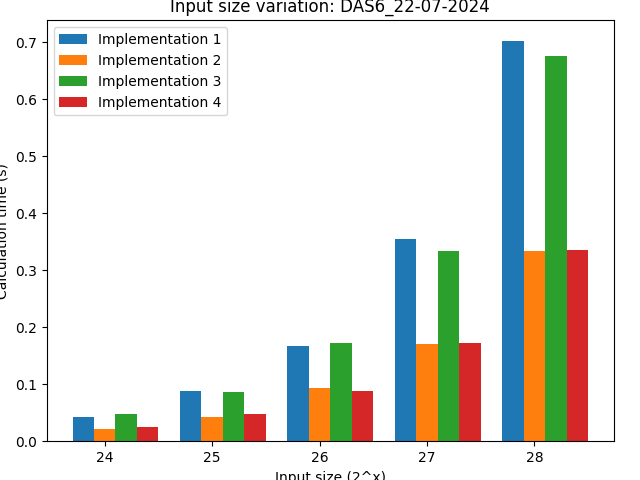 Input size variation: DAS6_22-07-2024
Implementation 1
Implementation 2
Implementation 3
Implementation 4
Calculation time (s)
0.7
0.6
0.5
0.4
0.3
0.2
0.1
0.0
24 25 26 27 28
Input size (2^x)